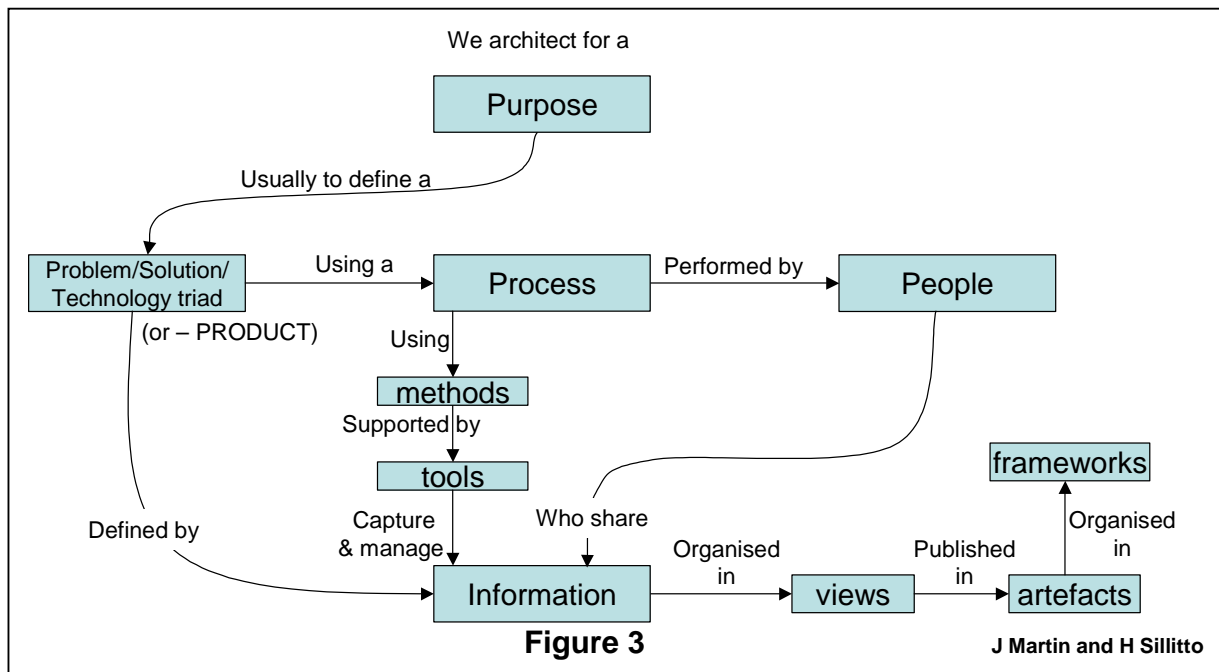 We architect for a
Purpose
Usually to define a
Problem/Solution/
Technology triad
(or – PRODUCT)
Using a
Process
Performed by
People
Using
methods
Supported by
tools
frameworks
Defined by
Capture
& manage
Who share
Organised
in
Information
Organised
in
views
Published
in
artefacts
Figure 3
J Martin and H Sillitto